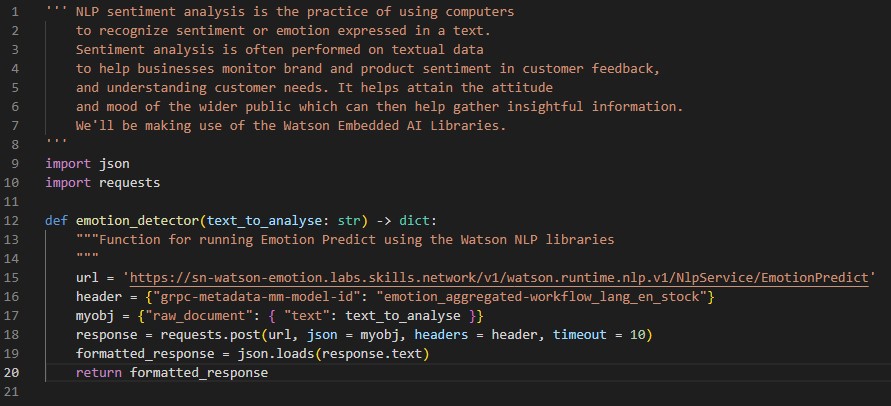 1 ''' NLP sentiment analysis is the practice of using computers
2 to recognize sentiment or emotion expressed in a text.
3 Sentiment analysis is often performed on textual data
4 to help businesses monitor brand and product sentiment in customer feedback,
5 and understanding customer needs. It helps attain the attitude
6 and mood of the wider public which can then help gather insightful information.
7 We'll be making use of the Watson Embedded AI Libraries.
8 '''
9 import json
10 import requests
11
12 def emotion_detector(text_to_analyse: str) -> dict:
13 """Function for running Emotion Predict using the Watson NLP libraries
14 """
15 url = 'https://sn-watson-emotion.labs.skills.network/v1/watson.runtime.nlp.v1/NlpService/EmotionPredict'
16 header = {"grpc-metadata-mm-model-id": "emotion_aggregated-workflow_lang_en_stock"}
17 myobj = {"raw_document": { "text": text_to_analyse }}
18 response = requests.post(url, json = myobj, headers = header, timeout = 10)
19 formatted_response = json.loads(response.text)
20 return formatted_response
21